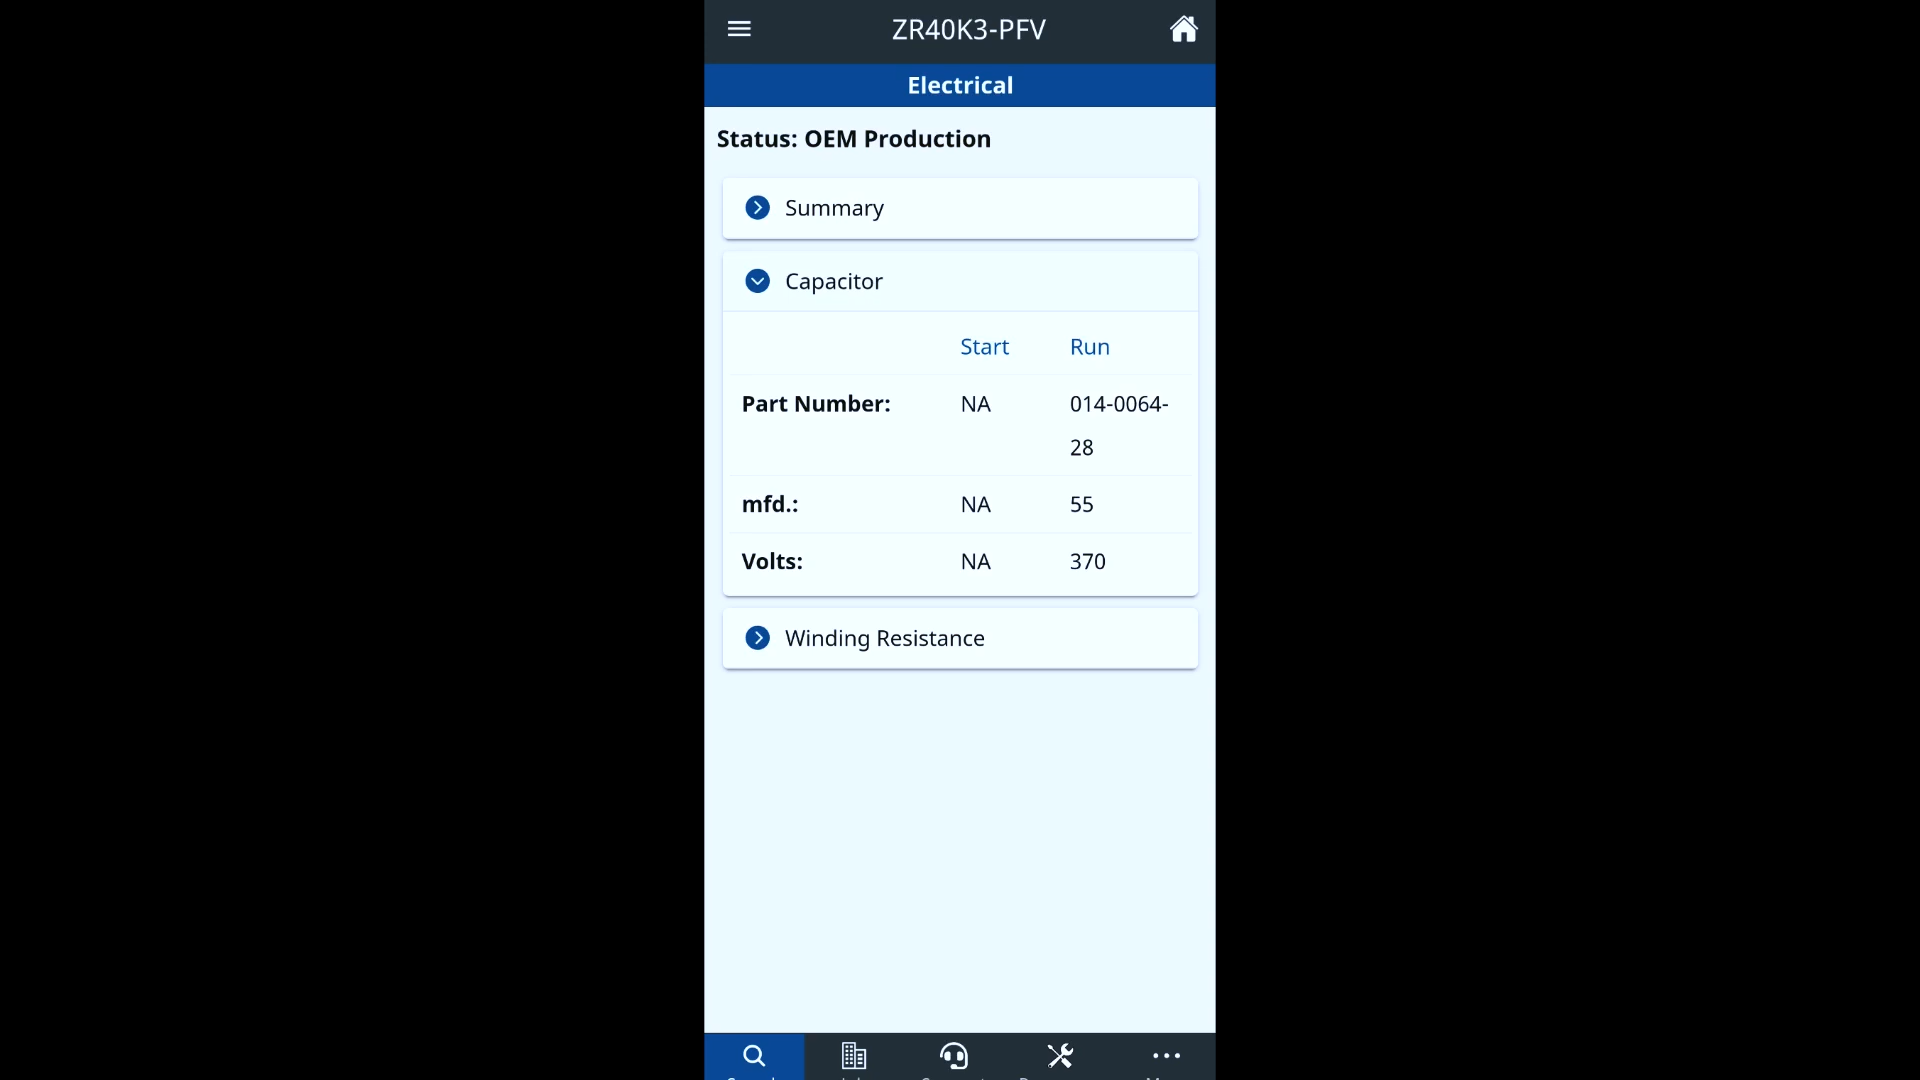 ZR40K3-PFV
Electrical
Status: OEM Production
Summary
Capacitor
Start Run
Part Number: NA 014-0064-
28
mfd.: NA 55
Volts: NA 370
Winding Resistance